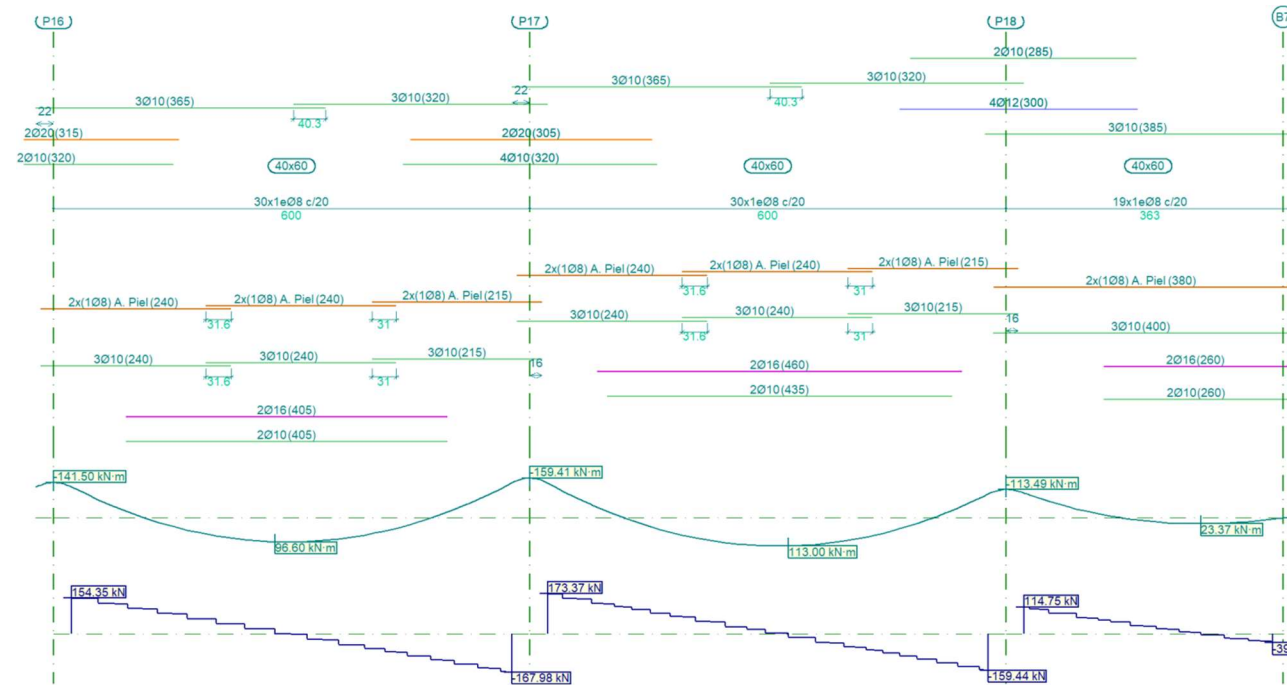 P16 P17 P18 B7
2Ø10(285)
3Ø10(365) 3Ø10(320)
22 40.3
3Ø10(365) 3Ø10(320) 4Ø12(300)
22 40.3
2Ø20(315) 2Ø20(305) 3Ø10(385)
2Ø10(320) 40x60 4Ø10(320) 40x60 40x60
30x1eØ8 c/20 30x1eØ8 c/20 19x1eØ8 c/20
600 600 363
2x(1Ø8) A. Piel (240) 2x(1Ø8) A. Piel (240) 2x(1Ø8) A. Piel (215)
31.6 31
2x(1Ø8) A. Piel (380)
2x(1Ø8) A. Piel (240) 2x(1Ø8) A. Piel (240) 2x(1Ø8) A. Piel (215)
31.6 31
3Ø10(240) 3Ø10(240) 3Ø10(215)
31.6 31
16 3Ø10(400)
3Ø10(240) 3Ø10(240) 3Ø10(215)
31.6 31 16
2Ø16(460) 2Ø16(260)
2Ø10(435) 2Ø10(260)
2Ø16(405)
2Ø10(405)
-141.50 kN·m -159.41 kN·m -113.49 kN·m
96.60 kN·m 113.00 kN·m 23.37 kN·m
154.35 kN 173.37 kN 114.75 kN
-167.98 kN -159.44 kN -39